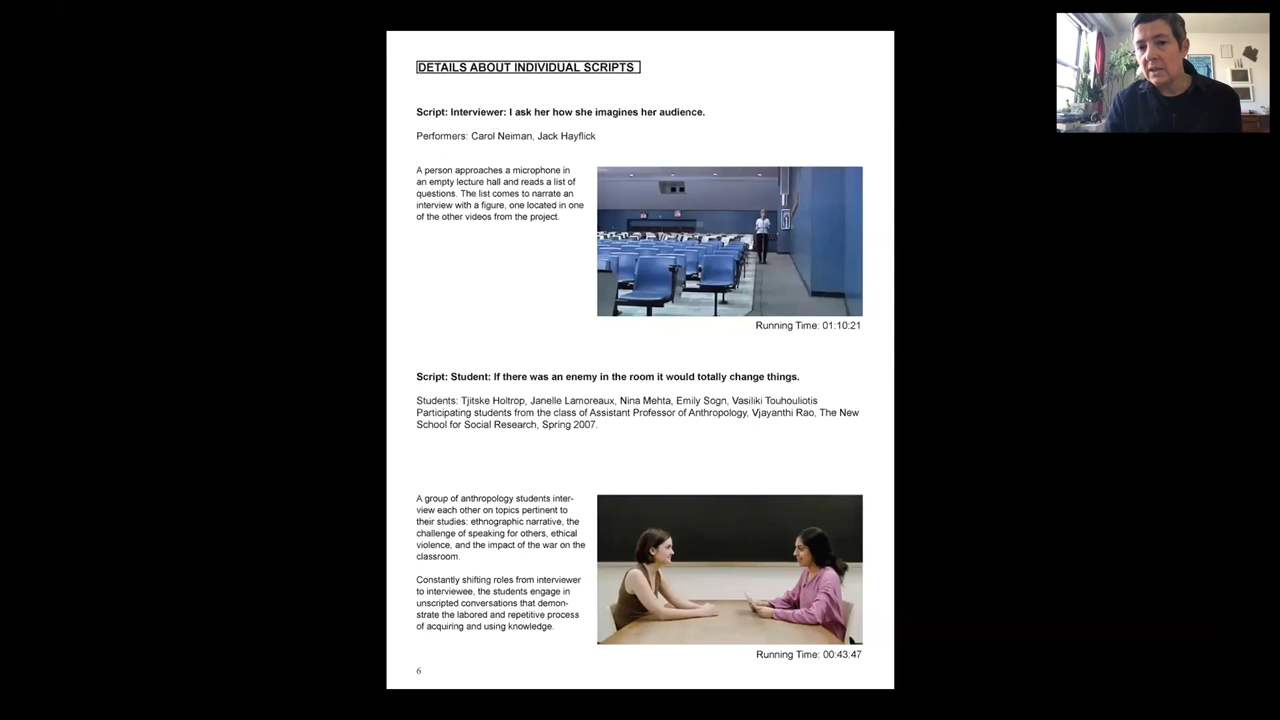 DETAILS ABOUT INDIVIDUAL SCRIPTS
Script: Interviewer: I ask her how she imagines her audience.
Performers: Carol Neiman, Jack Hayflick
A person approaches a microphone in
an empty lecture hall and reads a list of
questions. The list comes to narrate an
interview with a figure, one located in one
of the other videos from the project.
Running Time: 01:10:21
Script: Student: If there was an enemy in the room it would totally change things.
Students: Tjitske Holtrop, Janelle Lamoreaux, Nina Mehta, Emily Sogn, Vasiliki Touhouliotis
Participating students from the class of Assistant Professor of Anthropology, Vjayanthi Rao, The New
School for Social Research, Spring 2007.
A group of anthropology students inter-
view each other on topics pertinent to
their studies: ethnographic narrative, the
challenge of speaking for others, ethical
violence, and the impact of the war on the
classroom.
Constantly shifting roles from interviewer
to interviewee, the students engage in
unscripted conversations that demon-
strate the labored and repetitive process
of acquiring and using knowledge.
Running Time: 00:43:47
6